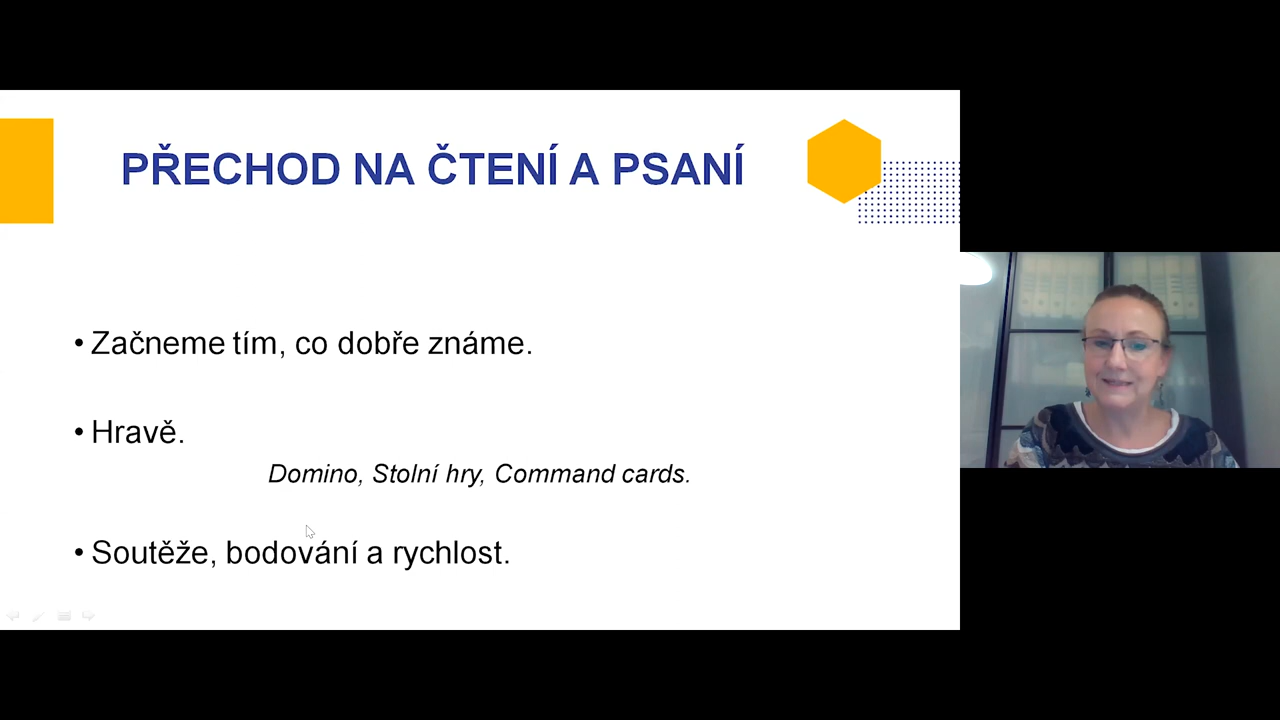 PŘECHOD NA ČTENÍ A PSANÍ
• Začneme tím, co dobře známe.
• Hravě.
Domino, Stolní hry, Command cards.
• Soutěže, bodování a rychlost.